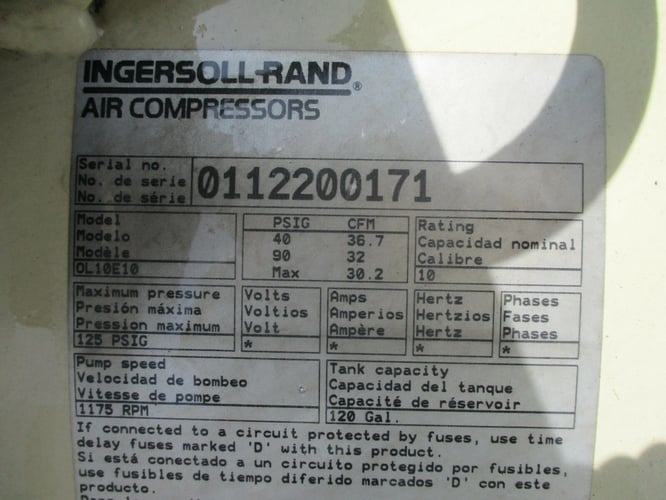 INGERSOLL-RAND®
AIR COMPRESSORS
Serial no.
No. de serie
No. de série
0112200171
Model
Modelo
Modèle
OL10E10
PSIG CFM
40 36.7
90 32
Max 30.2
Rating
Capacidad nominal
Calibre
10
Maximum pressure
Presión máxima
Pression maximum
125 PSIG
Volts
Voltios
Volt
*
Amps
Amperios
Ampère
*
Hertz
Hertzios
Hertz
*
Phases
Fases
Phases
*
Pump speed
Velocidad de bombeo
Vitesse de pompe
1175 RPM
Tank capacity
Capacidad del tanque
Capacité de réservoir
120 Gal.
If connected to a circuit protected by fuses, use time
delay fuses marked 'D' with this product.
Si está conectado a un circuito protegido por fusibles,
use fusibles de tiempo diferido marcados 'D' con este
producto.